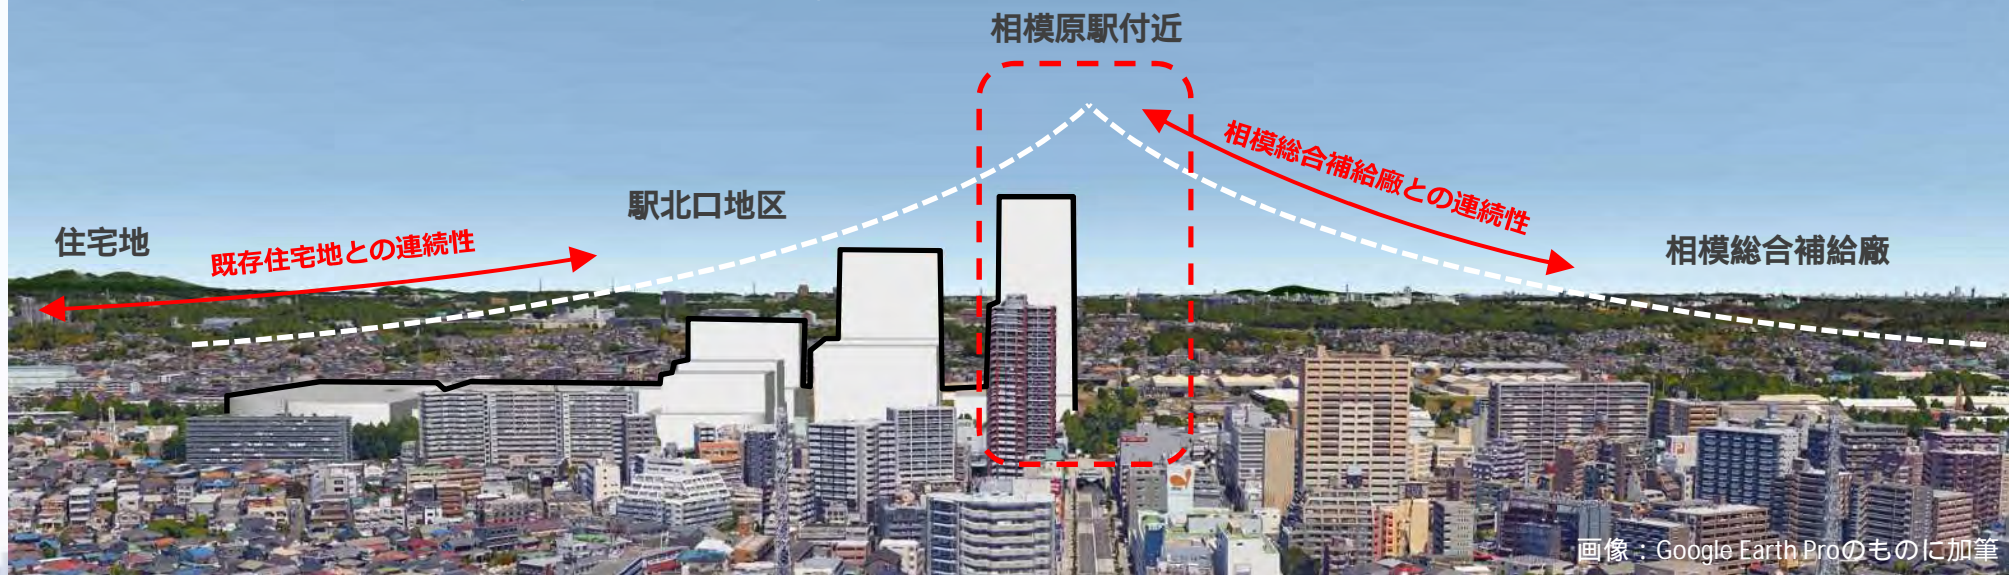 相模原駅付近
相模総合補給廠との連続性
駅北口地区
住宅地
既存住宅地との連続性
相模総合補給廠
画像：Google Earth Proのものに加筆